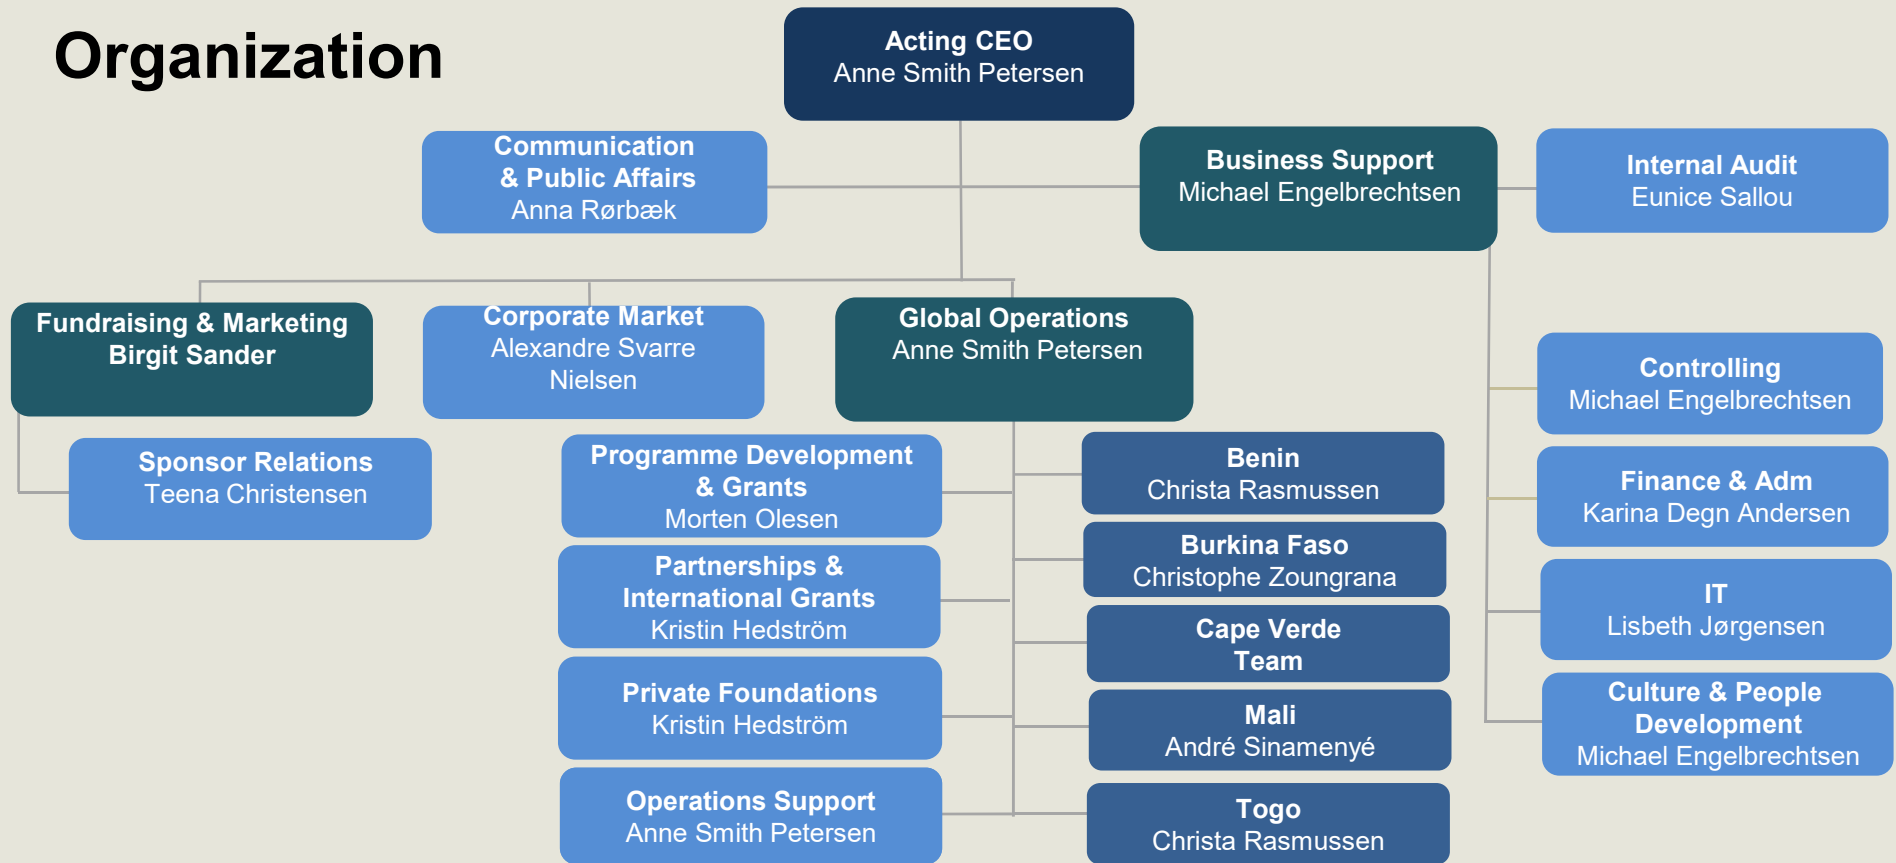 Organization
Acting CEO
Anne Smith Petersen
Communication
& Public Affairs
Anna Rørbæk
Business Support
Michael Engelbrechtsen
Internal Audit
Eunice Sallou
Fundraising & Marketing
Birgit Sander
Corporate Market
Alexandre Svarre
Nielsen
Global Operations
Anne Smith Petersen
Sponsor Relations
Teena Christensen
Programme Development
& Grants
Morten Olesen
Partnerships &
International Grants
Kristin Hedström
Private Foundations
Kristin Hedström
Operations Support
Anne Smith Petersen
Benin
Christa Rasmussen
Burkina Faso
Christophe Zoungrana
Cape Verde
Team
Mali
André Sinamenyé
Togo
Christa Rasmussen
Controlling
Michael Engelbrechtsen
Finance & Adm
Karina Degn Andersen
IT
Lisbeth Jørgensen
Culture & People
Development
Michael Engelbrechtsen